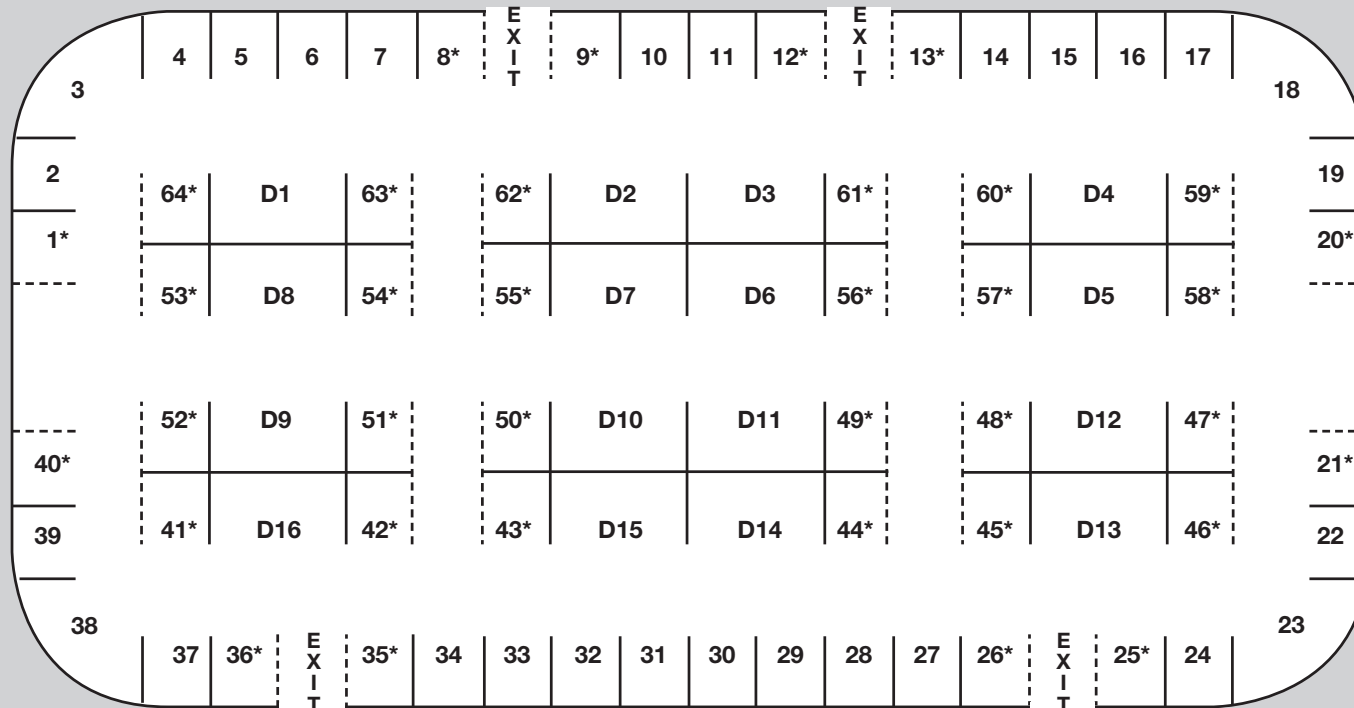 EXIT EXIT
4 5 6 7 8* 9* 10 11 12* 13* 14 15 16 17
3 18
2 19
64* D1 63* 62* D2 D3 61* 60* D4 59*
1* 20*
53* D8 54* 55* D7 D6 56* 57* D5 58*
52* D9 51* 50* D10 D11 49* 48* D12 47*
40* 21*
41* D16 42* 43* D15 D14 44* 45* D13 46*
39 22
38 23
37 36* EXIT 35* 34 33 32 31 30 29 28 27 26* EXIT 25* 24